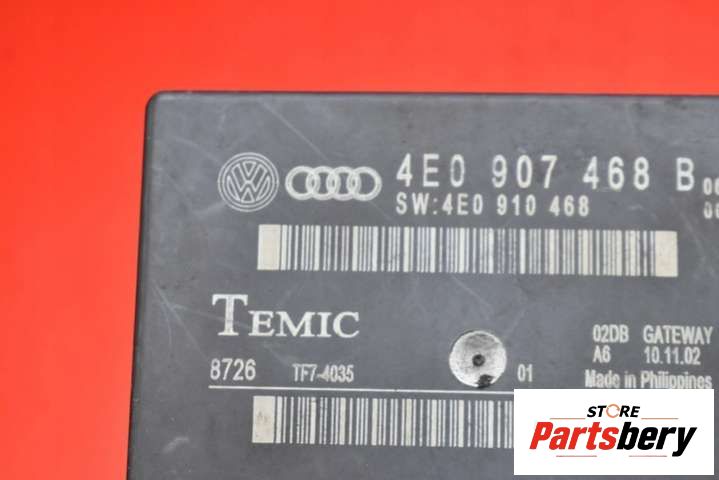 4E0 907 468 B
SW:4E0 910 468
TEMIC
02DB GATEWAY
A6 10.11.02
8726 TF7-4035 01 Made in Philippines
STORE
Partsbery